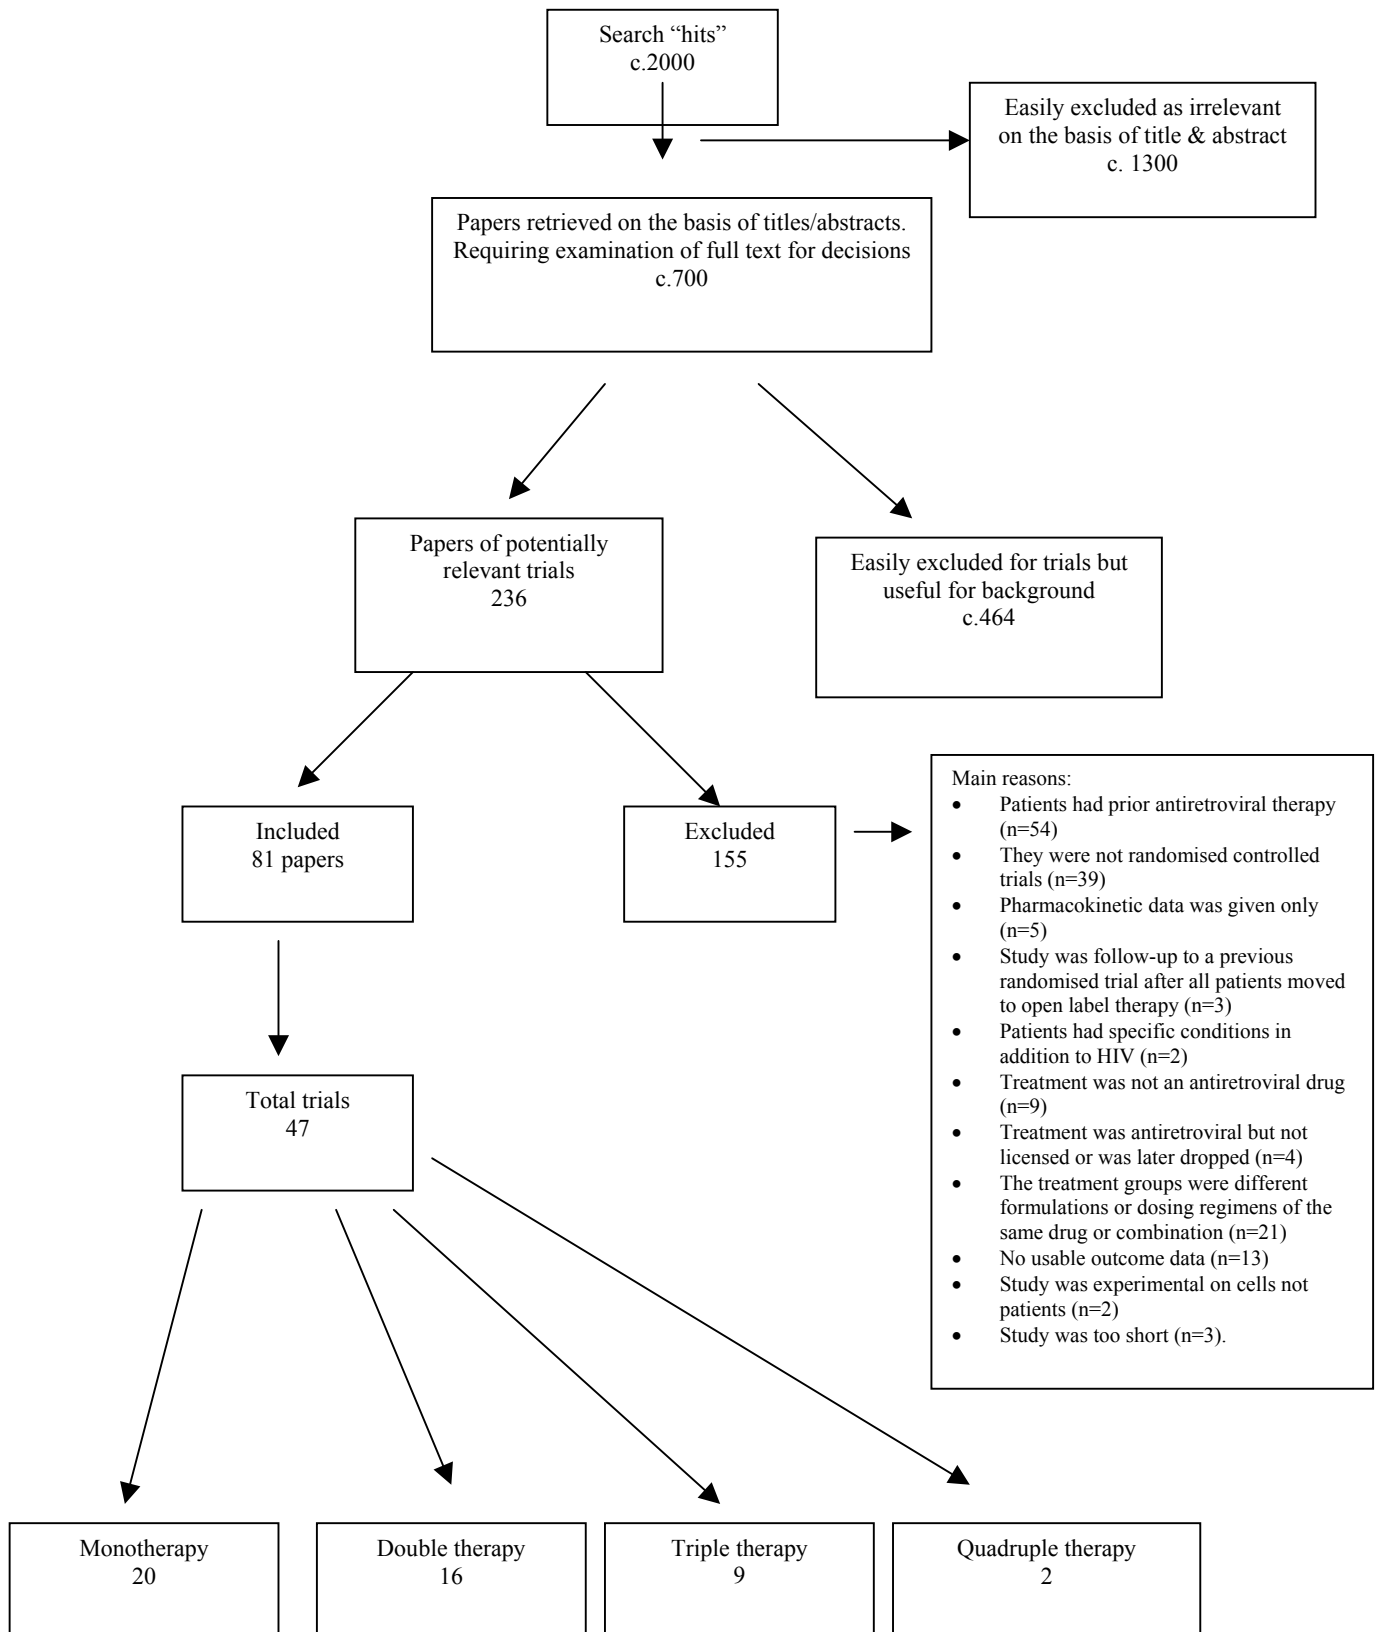 Search “hits”
c.2000
Easily excluded as irrelevant
on the basis of title & abstract
c. 1300
Papers retrieved on the basis of titles/abstracts.
Requiring examination of full text for decisions
c.700
Papers of potentially
relevant trials
236
Easily excluded for trials but
useful for background
c.464
Included
81 papers
Excluded
155
Main reasons:
• Patients had prior antiretroviral therapy
(n=54)
• They were not randomised controlled
trials (n=39)
• Pharmacokinetic data was given only
(n=5)
• Study was follow-up to a previous
randomised trial after all patients moved
to open label therapy (n=3)
• Patients had specific conditions in
addition to HIV (n=2)
• Treatment was not an antiretroviral drug
(n=9)
• Treatment was antiretroviral but not
licensed or was later dropped (n=4)
• The treatment groups were different
formulations or dosing regimens of the
same drug or combination (n=21)
• No usable outcome data (n=13)
• Study was experimental on cells not
patients (n=2)
• Study was too short (n=3).
Total trials
47
Monotherapy
20
Double therapy
16
Triple therapy
9
Quadruple therapy
2